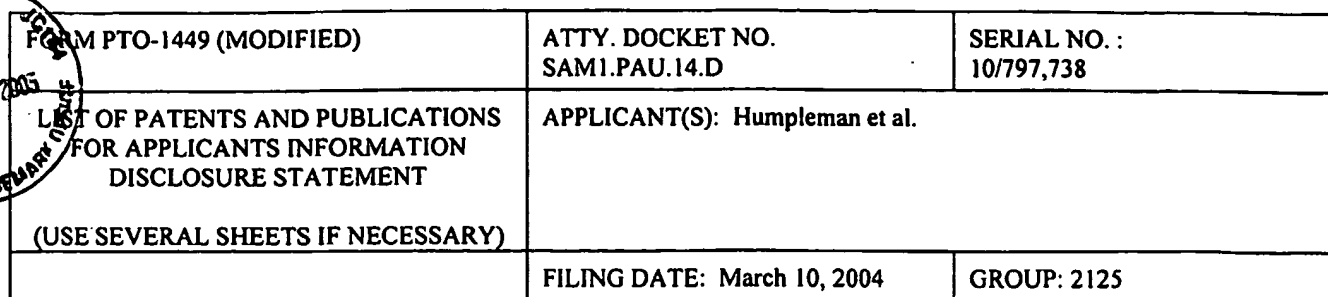 FORM PTO-1449 (MODIFIED)
ATTY. DOCKET NO.
SAM1.PAU.14.D
SERIAL NO. :
10/797,738
2005
LIST OF PATENTS AND PUBLICATIONS
FOR APPLICANTS INFORMATION
DISCLOSURE STATEMENT
(USE SEVERAL SHEETS IF NECESSARY)
APPLICANT(S): Humpleman et al.
FILING DATE: March 10, 2004
GROUP: 2125